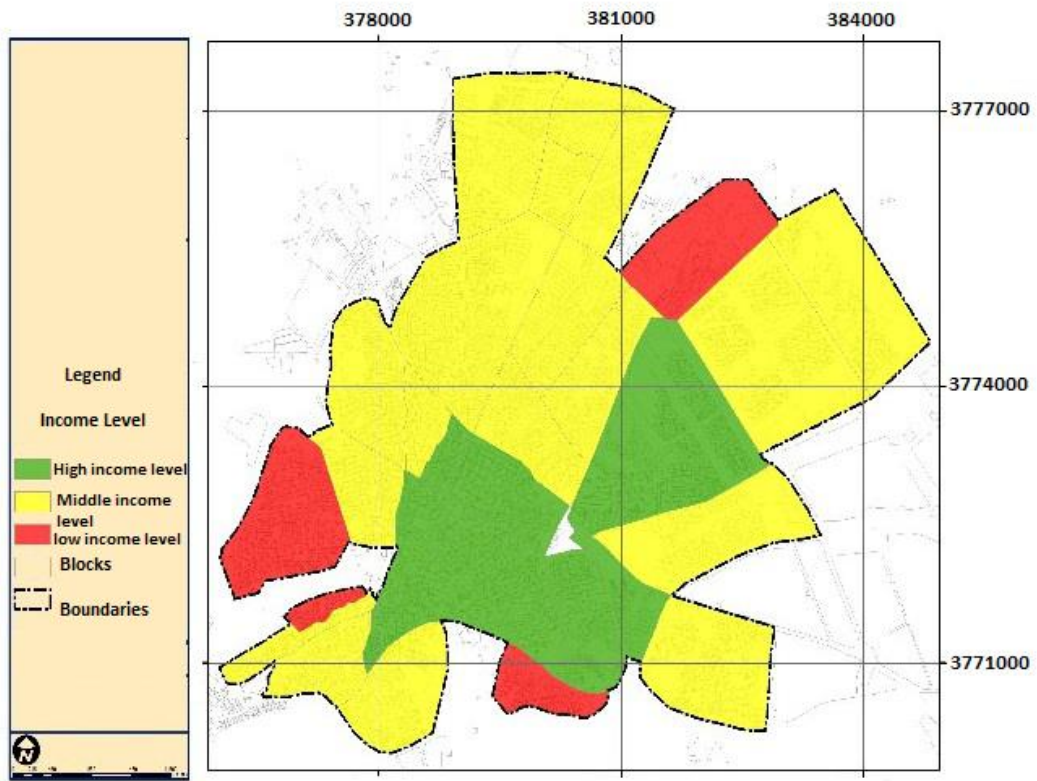 378000
381000
384000
3777000
3774000
3771000
Legend
Income Level
High income level
Middle income
level
low income level
Blocks
Boundaries
N